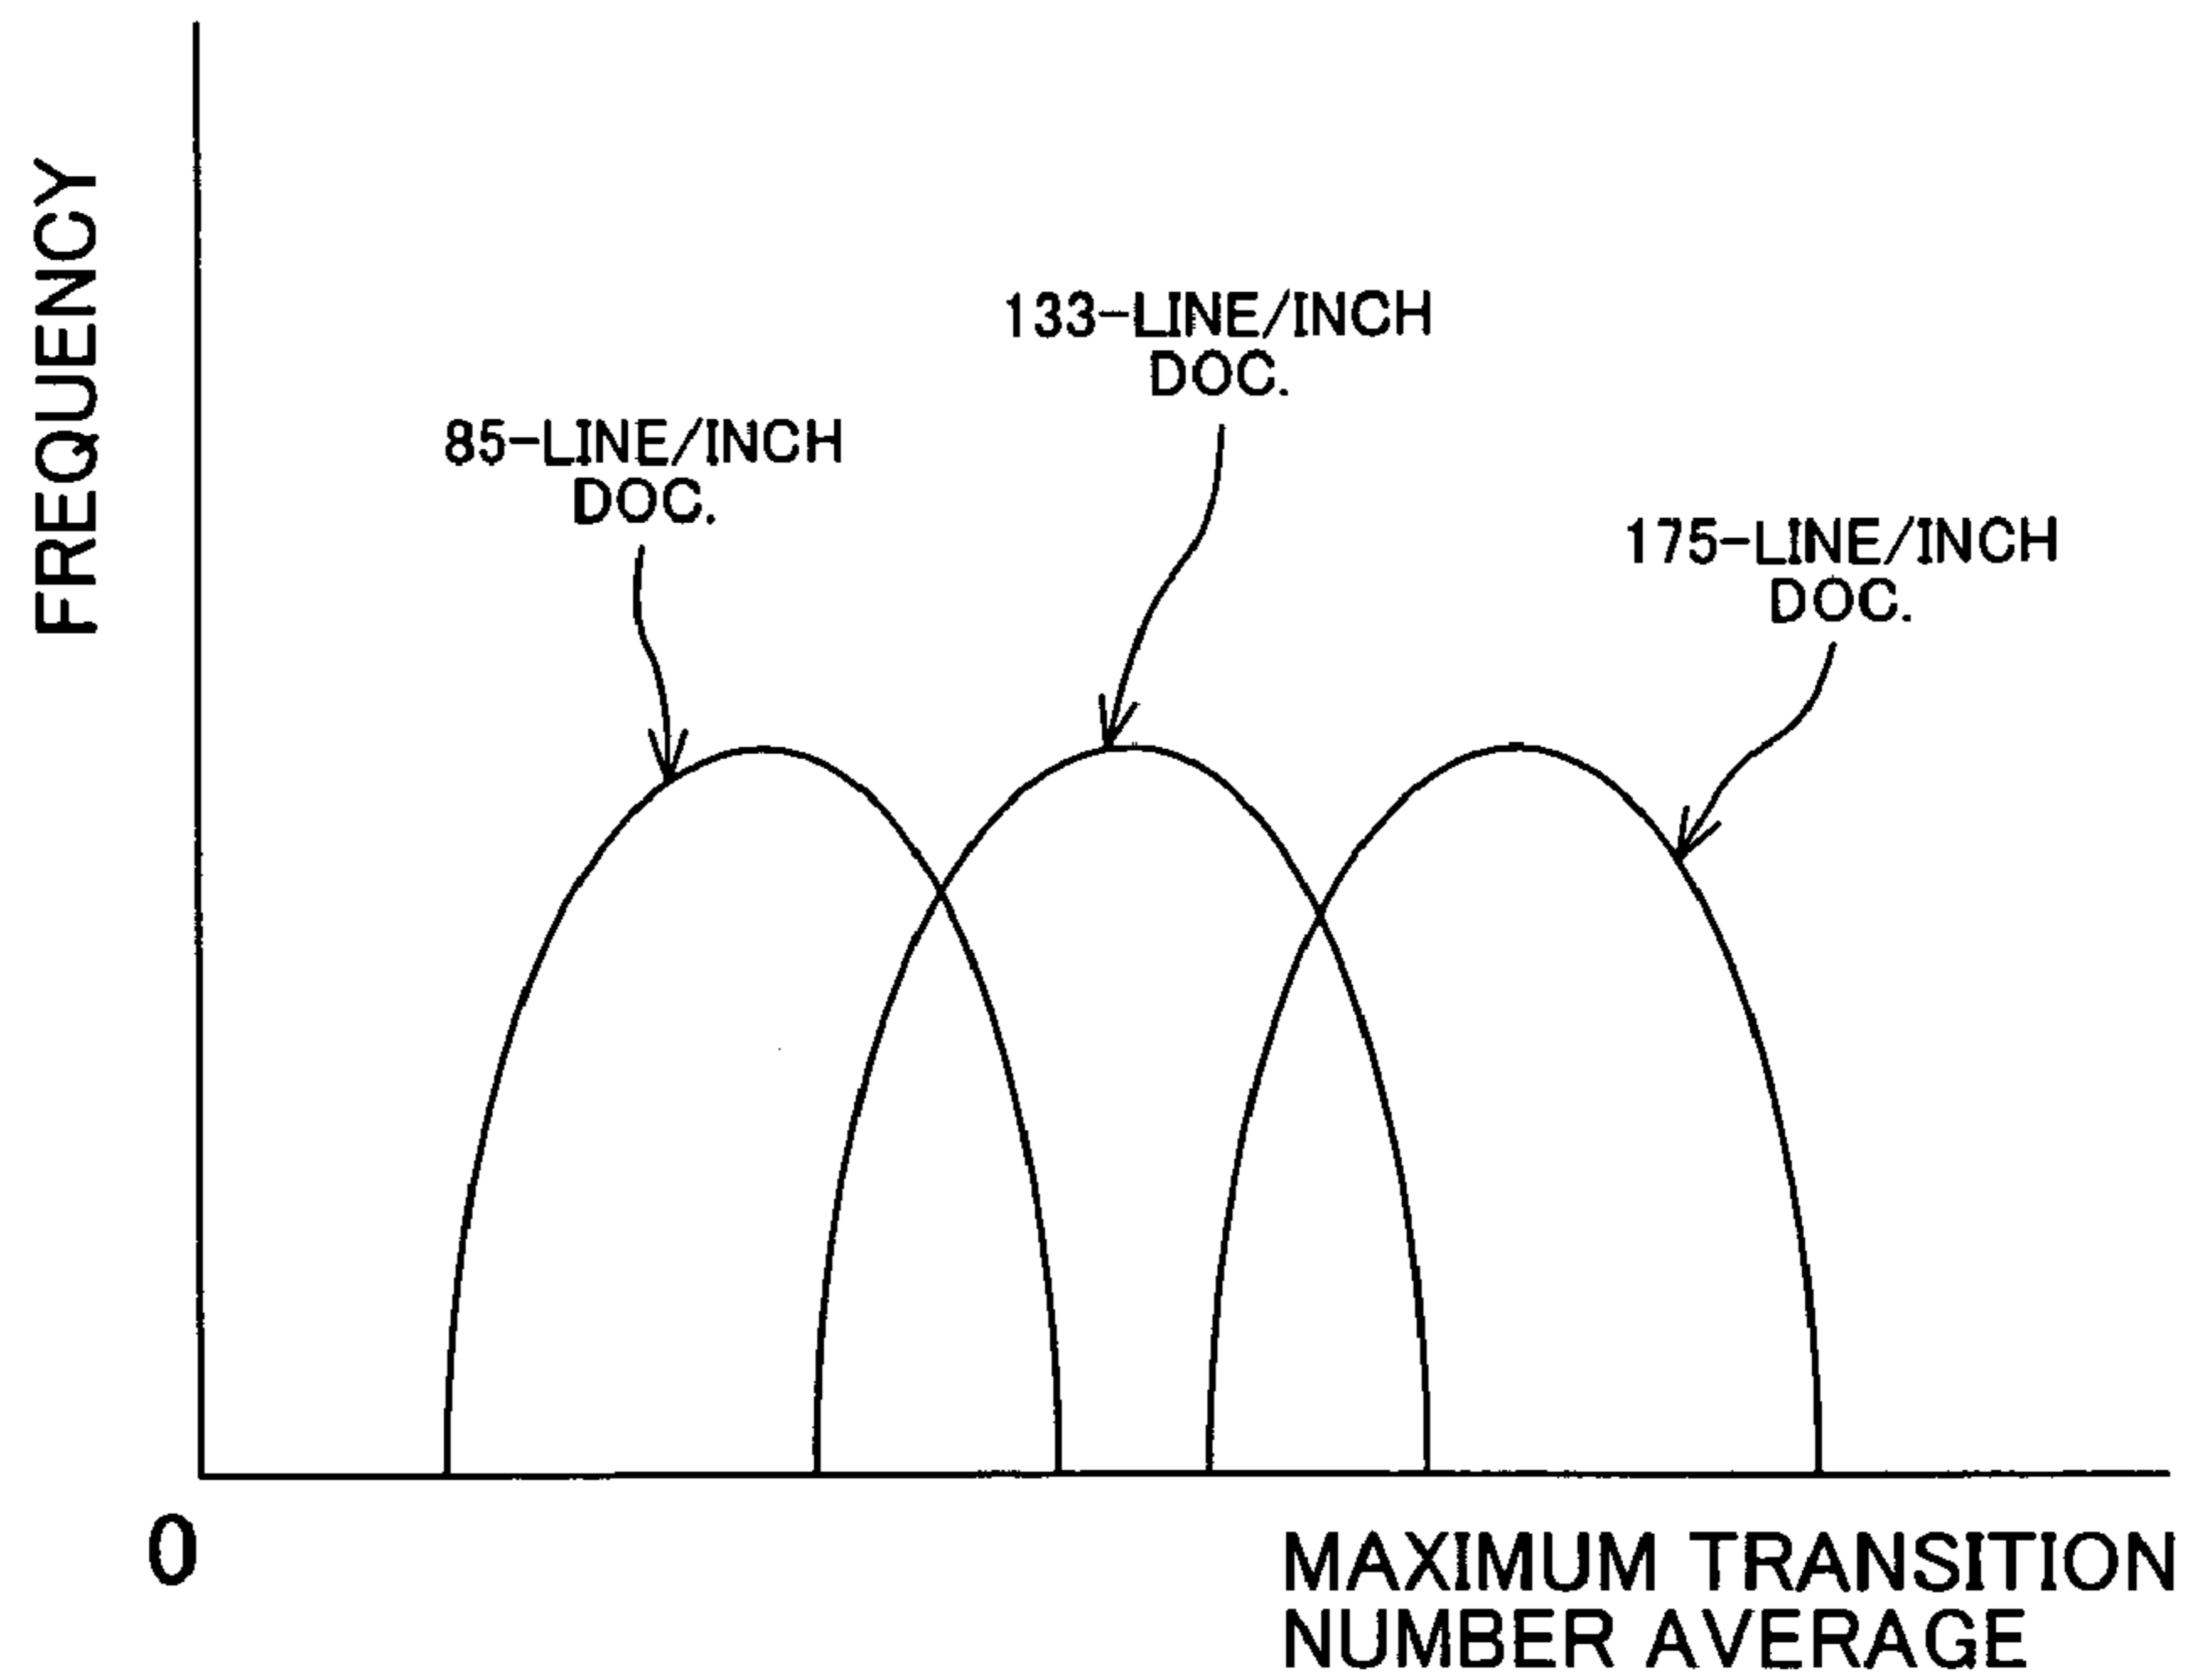 FREQUENCY
133-LINE/INCH
DOC.
85-LINE/INCH
DOC.
175-LINE/INCH
DOC.
0
MAXIMUM TRANSITION
NUMBER AVERAGE